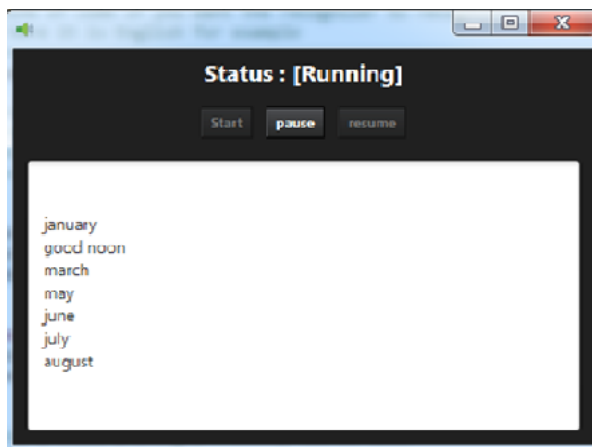 Status : [Running]
Start pause resume
january
good noon
march
may
june
july
august